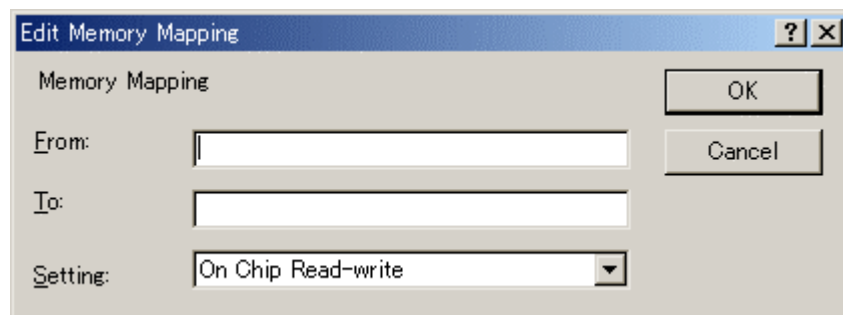 Edit Memory Mapping
Memory Mapping
OK
From:
Cancel
To:
Setting: On Chip Read-write